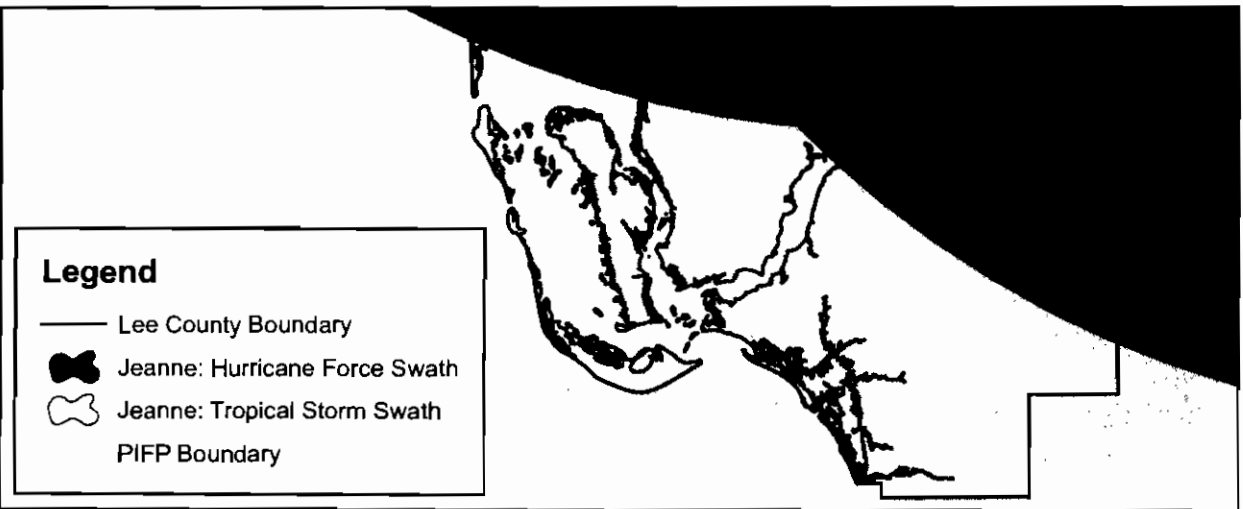 Legend
Lee County Boundary
Jeanne: Hurricane Force Swath
Jeanne: Tropical Storm Swath
PIFP Boundary